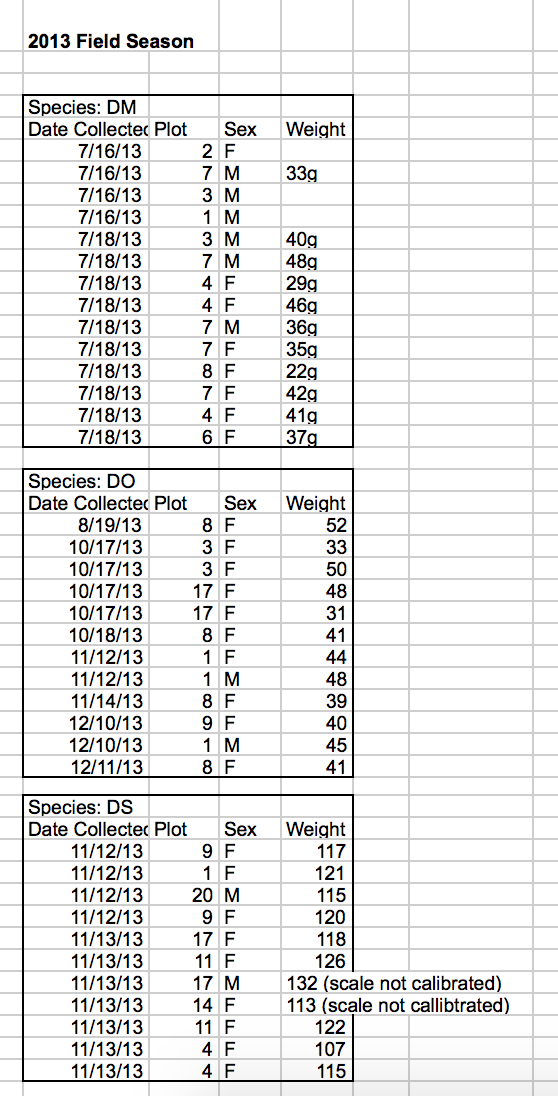 2013 Field Season
Species: DM
Date Collected Plot Sex Weight
7/16/13 2 F
7/16/13 7 M 33g
7/16/13 3 M
7/16/13 1 M
7/18/13 3 M 40g
7/18/13 7 M 48g
7/18/13 4 F 29g
7/18/13 4 F 46g
7/18/13 7 M 36g
7/18/13 7 F 35g
7/18/13 8 F 22g
7/18/13 7 F 42g
7/18/13 4 F 41g
7/18/13 6 F 37g
Species: DO
Date Collected Plot Sex Weight
8/19/13 8 F 52
10/17/13 3 F 33
10/17/13 3 F 50
10/17/13 17 F 48
10/17/13 17 F 31
10/18/13 8 F 41
11/12/13 1 F 44
11/12/13 1 M 48
11/14/13 8 F 39
12/10/13 9 F 40
12/10/13 1 M 45
12/11/13 8 F 41
Species: DS
Date Collected Plot Sex Weight
11/12/13 9 F 117
11/12/13 1 F 121
11/12/13 20 M 115
11/12/13 9 F 120
11/13/13 17 F 118
11/13/13 11 F 126
11/13/13 17 M 132 (scale not calibrated)
11/13/13 14 F 113 (scale not callibtrated)
11/13/13 11 F 122
11/13/13 4 F 107
11/13/13 4 F 115